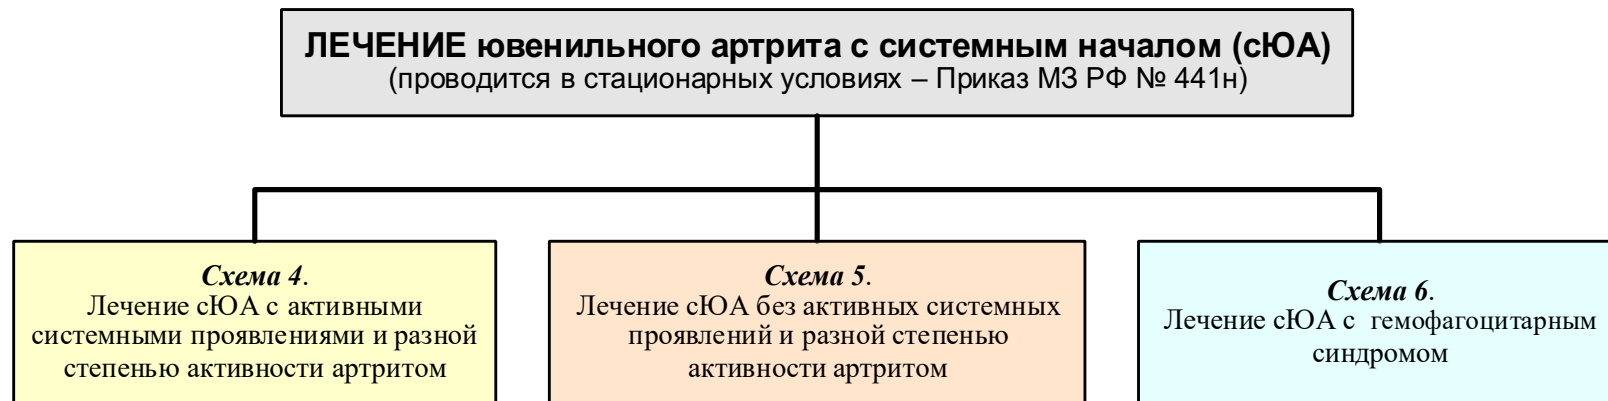 ЛЕЧЕНИЕ ювенильного артрита с системным началом (сЮА)
(проводится в стационарных условиях – Приказ МЗ РФ № 441н)
Схема 4.
Лечение сЮА с активными
системными проявлениями и разной
степенью активности артритом
Схема 5.
Лечение сЮА без активных системных
проявлений и разной степенью
активности артритом
Схема 6.
Лечение сЮА с гемофагоцитарным
синдромом